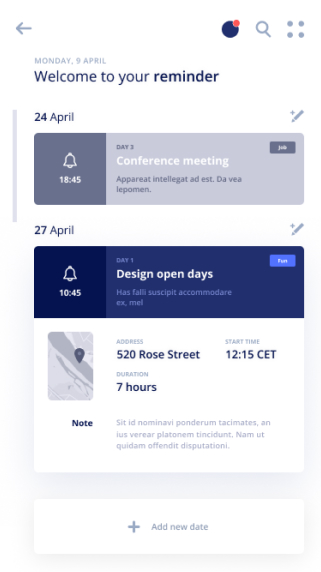 MONDAY, 9 APRIL
Welcome to your reminder
24 April
DAY 3
Job
Conference meeting
18:45
Appareat intellegat ad est. Da vea
lepomen.
27 April
DAY 1
Fun
Design open days
10:45
Has falli suscipit accommodare
ex, mel
ADDRESS
START TIME
520 Rose Street
12:15 CET
DURATION
7 hours
Note
Sit id nominavi ponderum tacimates, an
ius verear platonem tincidunt. Nam ut
quidam offendit disputationi.
Add new date